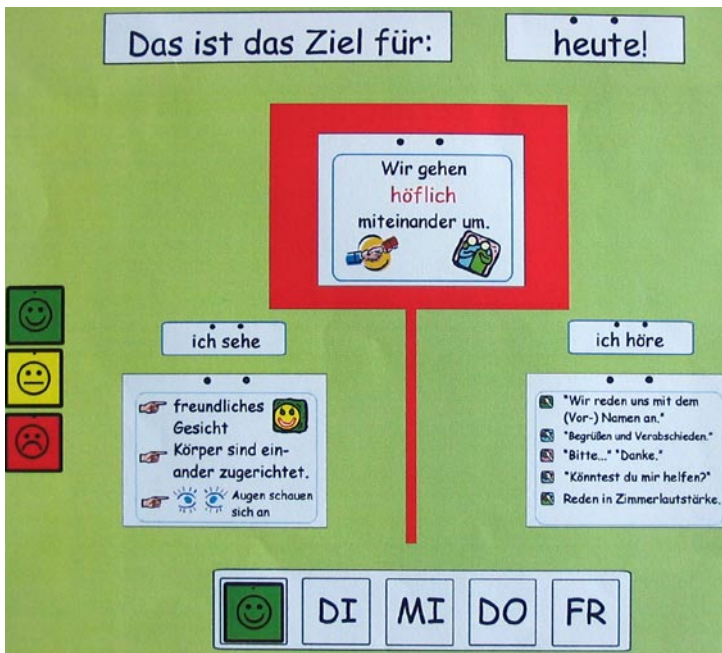 Das ist das Ziel für:
heute!
Wir gehen
höflich
miteinander um.
ich sehe
freundliches
Gesicht
Körper sind ein-
ander zugerichtet.
Augen schauen
sich an
ich höre
"Wir reden uns mit dem
(Vor-) Namen an."
"Begrüßen und Verabschieden."
"Bitte..." "Danke."
"Könntest du mir helfen?"
Reden in Zimmerlautstärke.
DI MI DO FR